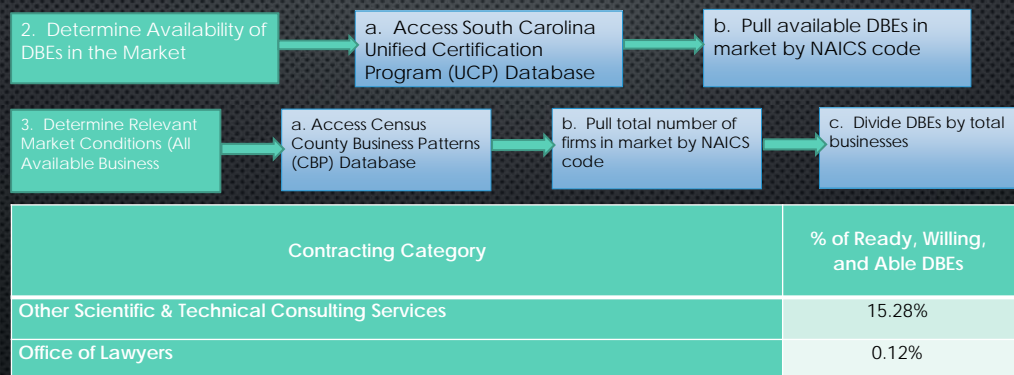 2. Determine Availability of
DBEs in the Market
a. Access South Carolina
Unified Certification
Program (UCP) Database
b. Pull available DBEs in
market by NAICS code
3. Determine Relevant
Market Conditions (All
Available Business
a. Access Census
County Business Patterns
(CBP) Database
b. Pull total number of
firms in market by NAICS
code
c. Divide DBEs by total
businesses
Contracting Category
% of Ready, Willing,
and Able DBEs
Other Scientific & Technical Consulting Services
15.28%
Office of Lawyers
0.12%